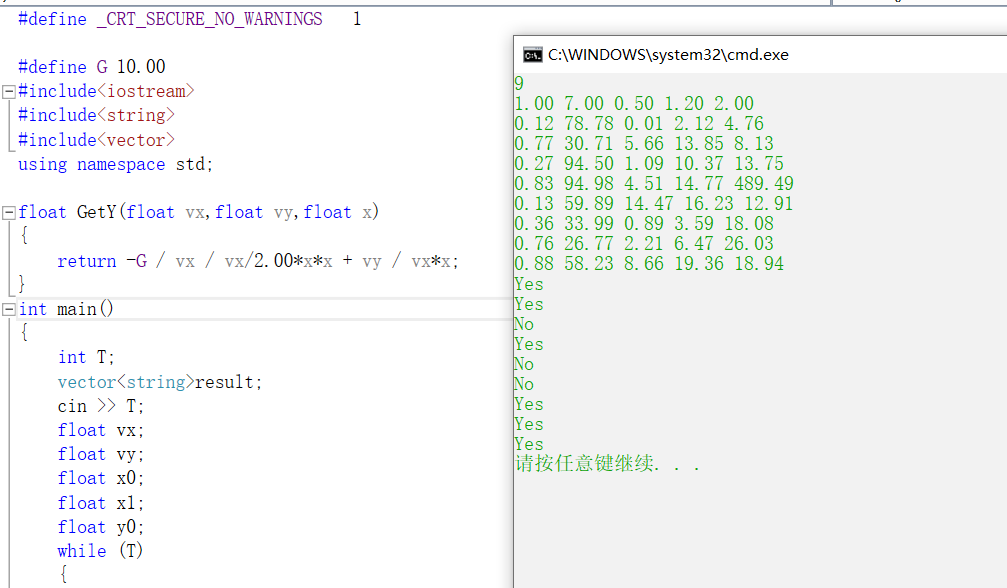 #define _CRT_SECURE_NO_WARNINGS   1
#define G 10.00
#include<iostream>
#include<string>
#include<vector>
using namespace std;
float GetY(float vx,float vy,float x)
{
return -G / vx / vx/2.00*x*x + vy / vx*x;
}
int main()
{
int T;
vector<string>result;
cin >> T;
float vx;
float vy;
float x0;
float x1;
float y0;
while (T)
{
C:\WINDOWS\system32\cmd.exe
9
1.00 7.00 0.50 1.20 2.00
0.12 78.78 0.01 2.12 4.76
0.77 30.71 5.66 13.85 8.13
0.27 94.50 1.09 10.37 13.75
0.83 94.98 4.51 14.77 489.49
0.13 59.89 14.47 16.23 12.91
0.36 33.99 0.89 3.59 18.08
0.76 26.77 2.21 6.47 26.03
0.88 58.23 8.66 19.36 18.94
Yes
Yes
No
Yes
No
No
Yes
Yes
Yes
请按任意键继续. . .